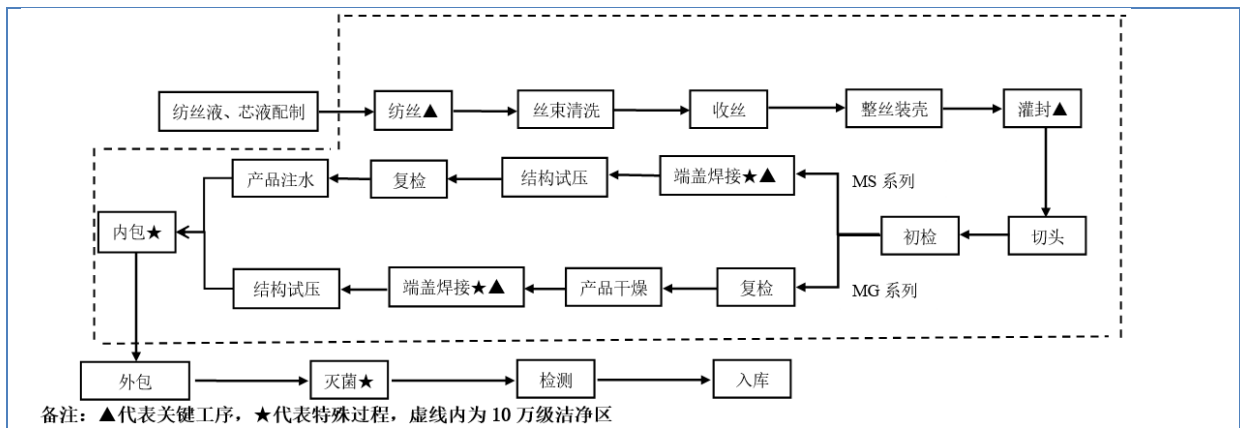 纺丝液、芯液配制
纺丝▲
丝束清洗
收丝
整丝装壳
灌封▲
产品注水
复检
结构试压
端盖焊接★▲
MS 系列
内包★
初检
切头
结构试压
端盖焊接★▲
产品干燥
复检
MG 系列
外包
灭菌★
检测
入库
备注：▲代表关键工序，★代表特殊过程，虚线内为 10 万级洁净区